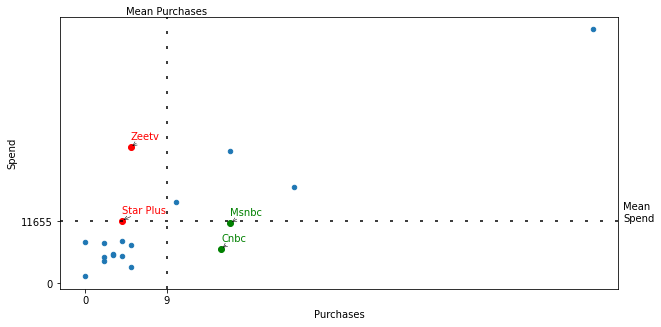 Mean Purchases
Zeetv
Star Plus
Msnbc
Cnbc
Mean
Spend
Spend
11655
0
0
9
Purchases